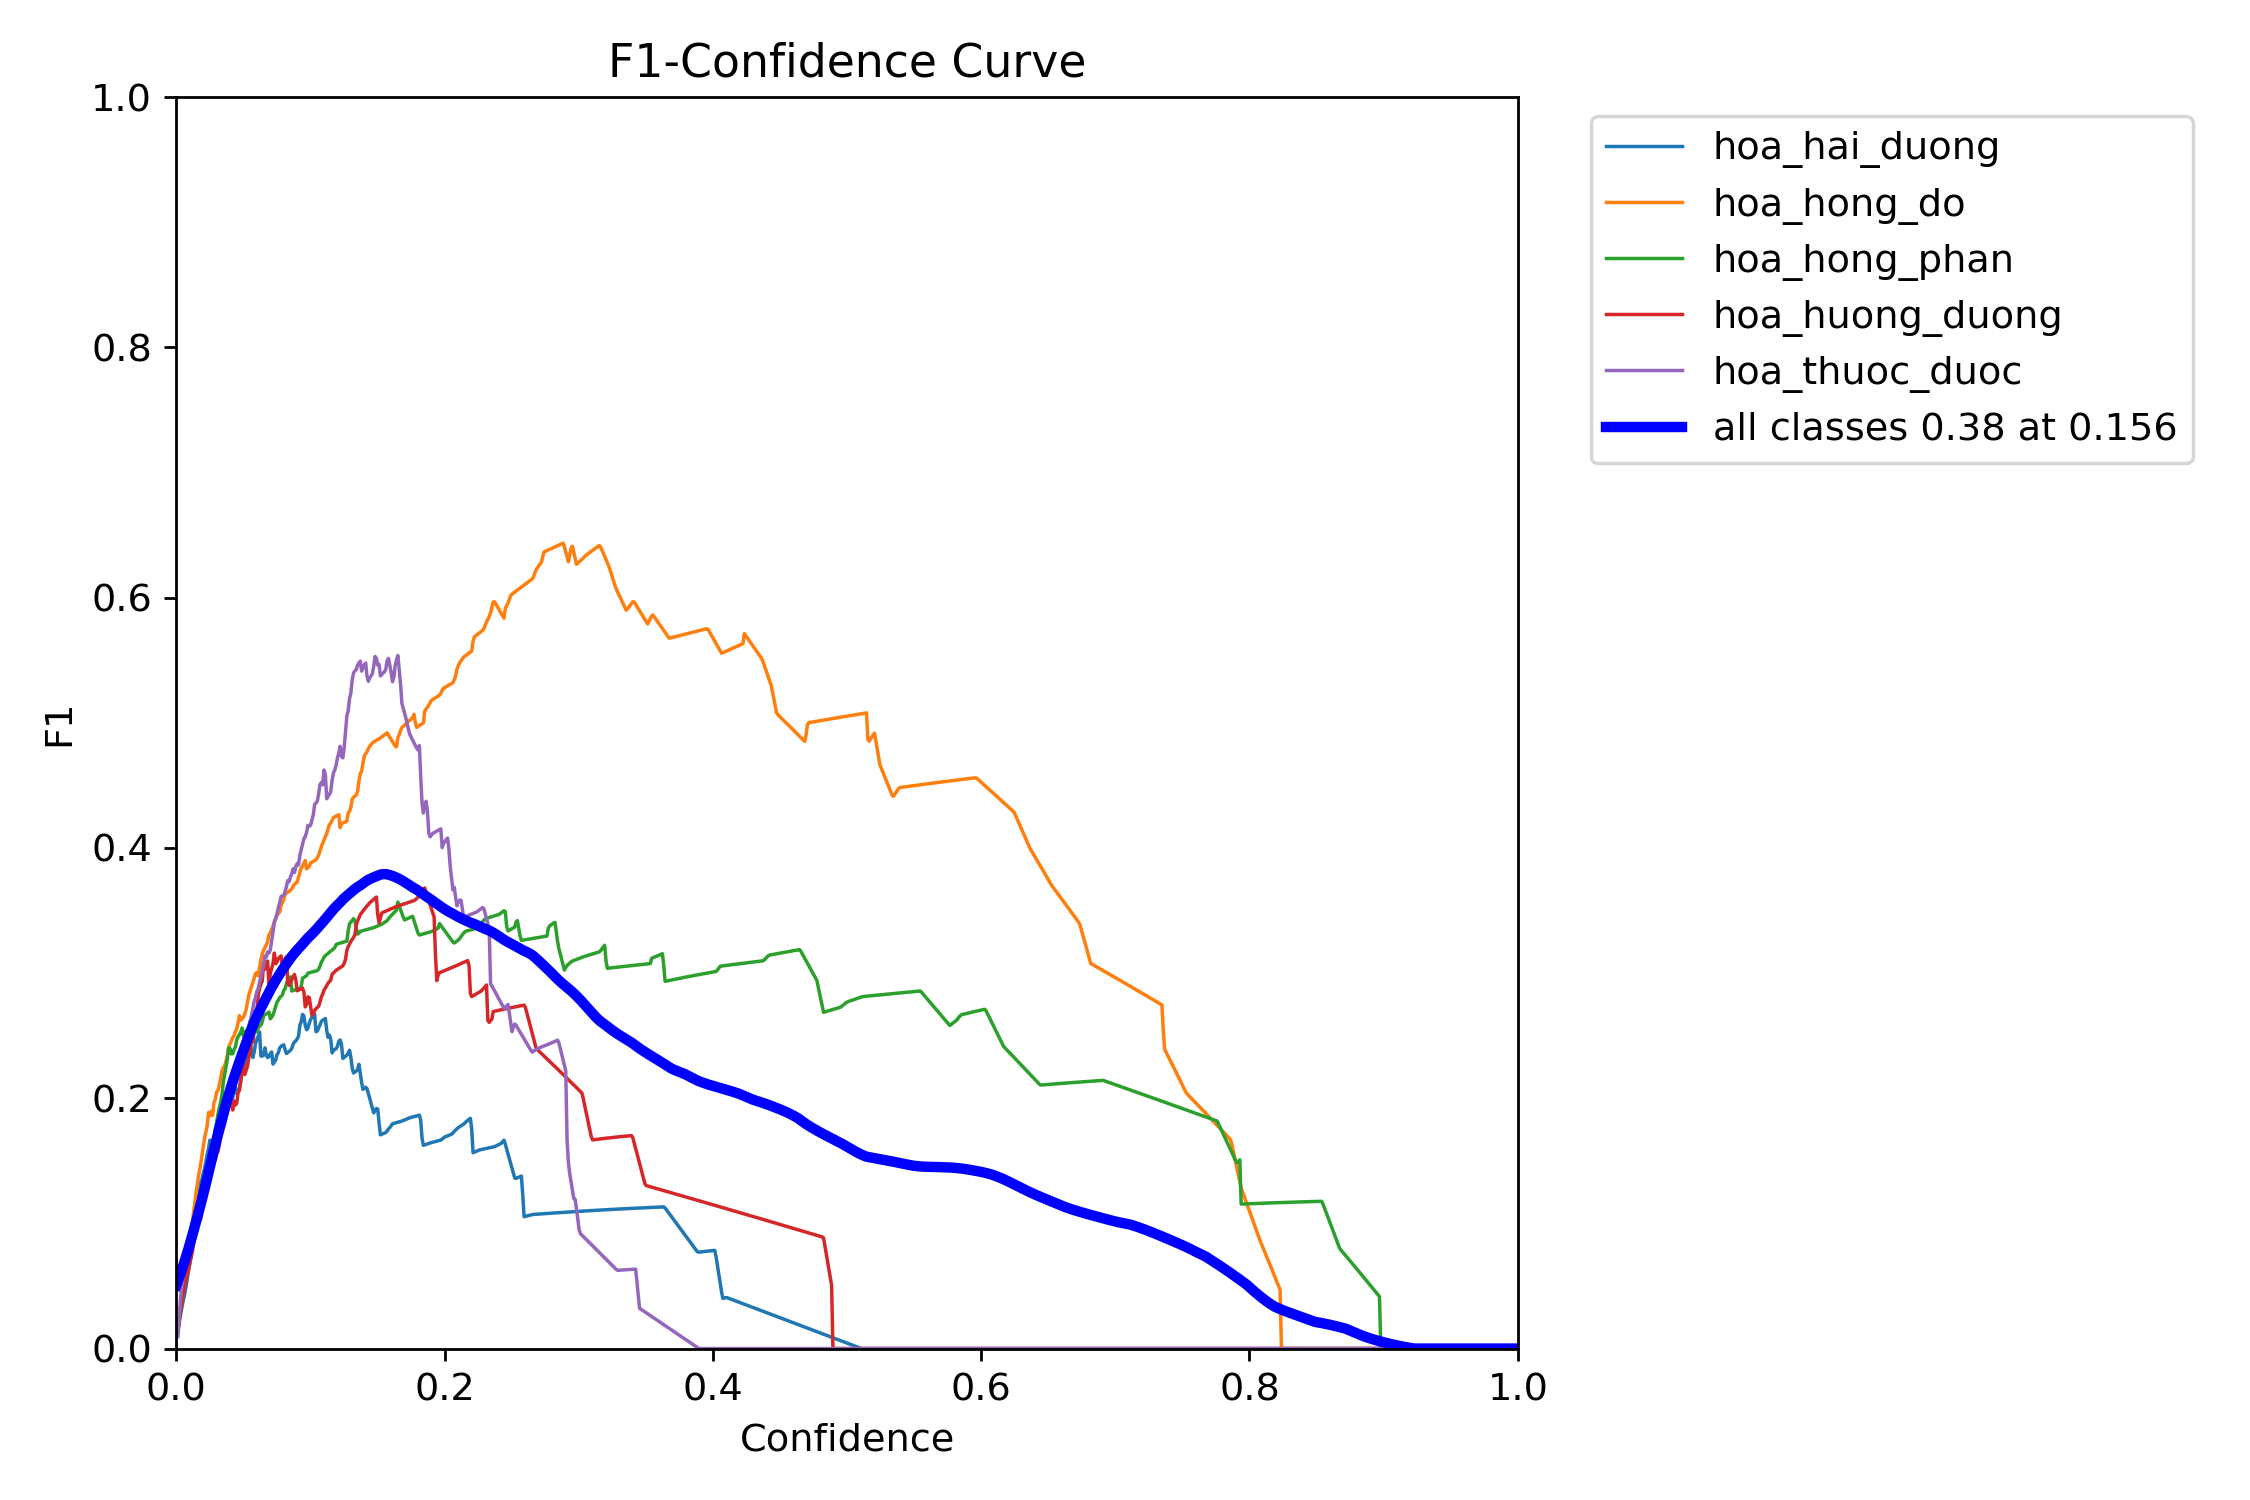 F1-Confidence Curve
1.0
0.8
0.6
0.4
0.2
0.0
F1
0.0 0.2 0.4 0.6 0.8 1.0
Confidence
hoa_hai_duong
hoa_hong_do
hoa_hong_phan
hoa_huong_duong
hoa_thuoc_duoc
all classes 0.38 at 0.156